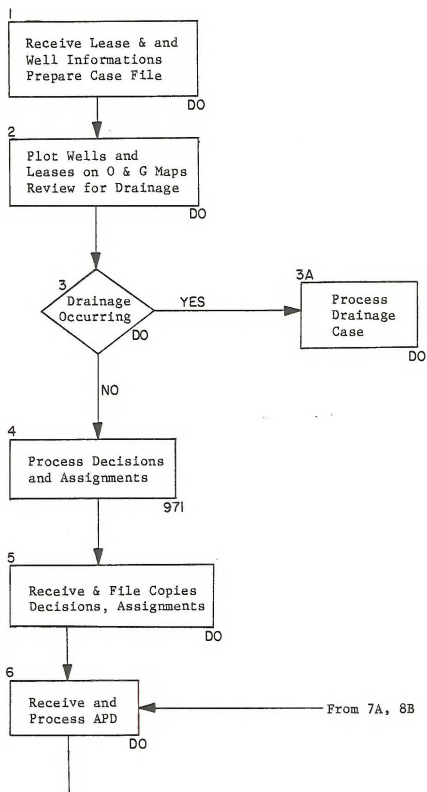 1
Receive Lease & and
Well Informations
Prepare Case File
DO
2
Plot Wells and
Leases on O & G Maps
Review for Drainage
DO
3
Drainage
Occurring
DO
YES
3A
Process
Drainage
Case
DO
NO
4
Process Decisions
and Assignments
971
5
Receive & File Copies
Decisions, Assignments
DO
6
Receive and
Process APD
DO
From 7A, 8B